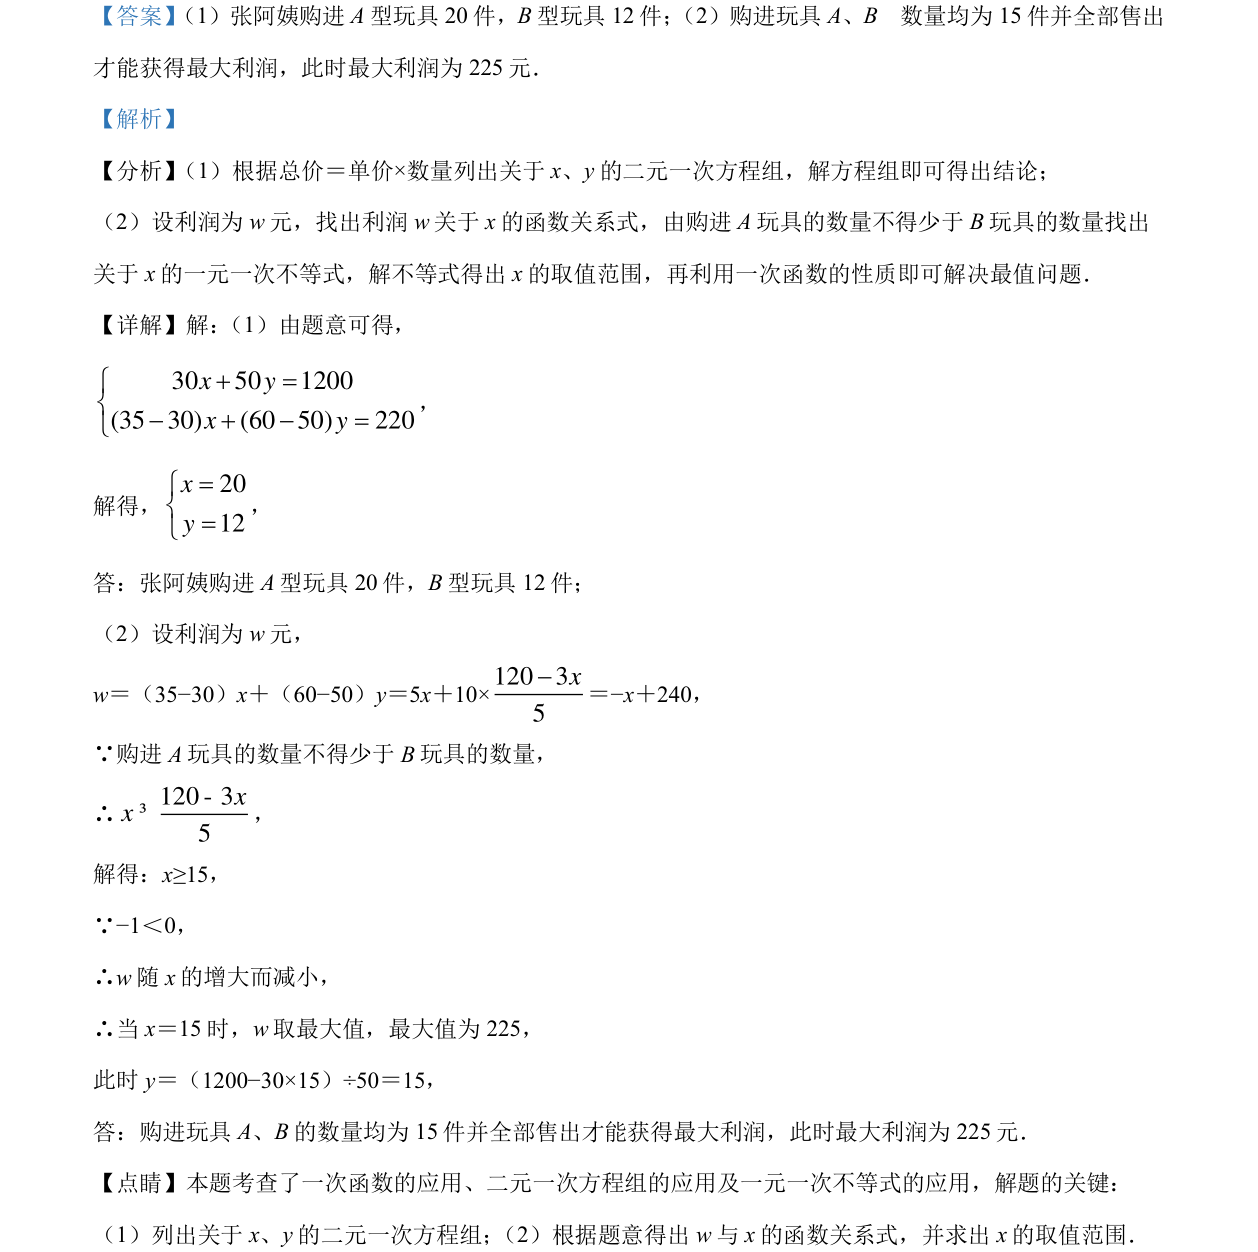 【答案】（1）张阿姨购进 A 型玩具 20 件，B 型玩具 12 件；（2）购进玩具 A、B　数量均为 15 件并全部售出
才能获得最大利润，此时最大利润为 225 元．
【解析】
【分析】（1）根据总价＝单价×数量列出关于 x、y 的二元一次方程组，解方程组即可得出结论；
（2）设利润为 w 元，找出利润 w 关于 x 的函数关系式，由购进 A 玩具的数量不得少于 B 玩具的数量找出
关于 x 的一元一次不等式，解不等式得出 x 的取值范围，再利用一次函数的性质即可解决最值问题．
【详解】解：（1）由题意可得，
{30x+50y=1200
(35−30)x+(60−50)y=220，
解得，{x=20
y=12，
答：张阿姨购进 A 型玩具 20 件，B 型玩具 12 件；
（2）设利润为 w 元，
w＝（35−30）x＋（60−50）y＝5x＋10×(120−3x)/5＝−x＋240，
∵购进 A 玩具的数量不得少于 B 玩具的数量，
∴x ³ (120- 3x)/5，
解得：x≥15，
∵−1＜0，
∴w 随 x 的增大而减小，
∴当 x＝15 时，w 取最大值，最大值为 225，
此时 y＝（1200−30×15）÷50＝15，
答：购进玩具 A、B 的数量均为 15 件并全部售出才能获得最大利润，此时最大利润为 225 元．
【点睛】本题考查了一次函数的应用、二元一次方程组的应用及一元一次不等式的应用，解题的关键：
（1）列出关于 x、y 的二元一次方程组；（2）根据题意得出 w 与 x 的函数关系式，并求出 x 的取值范围．